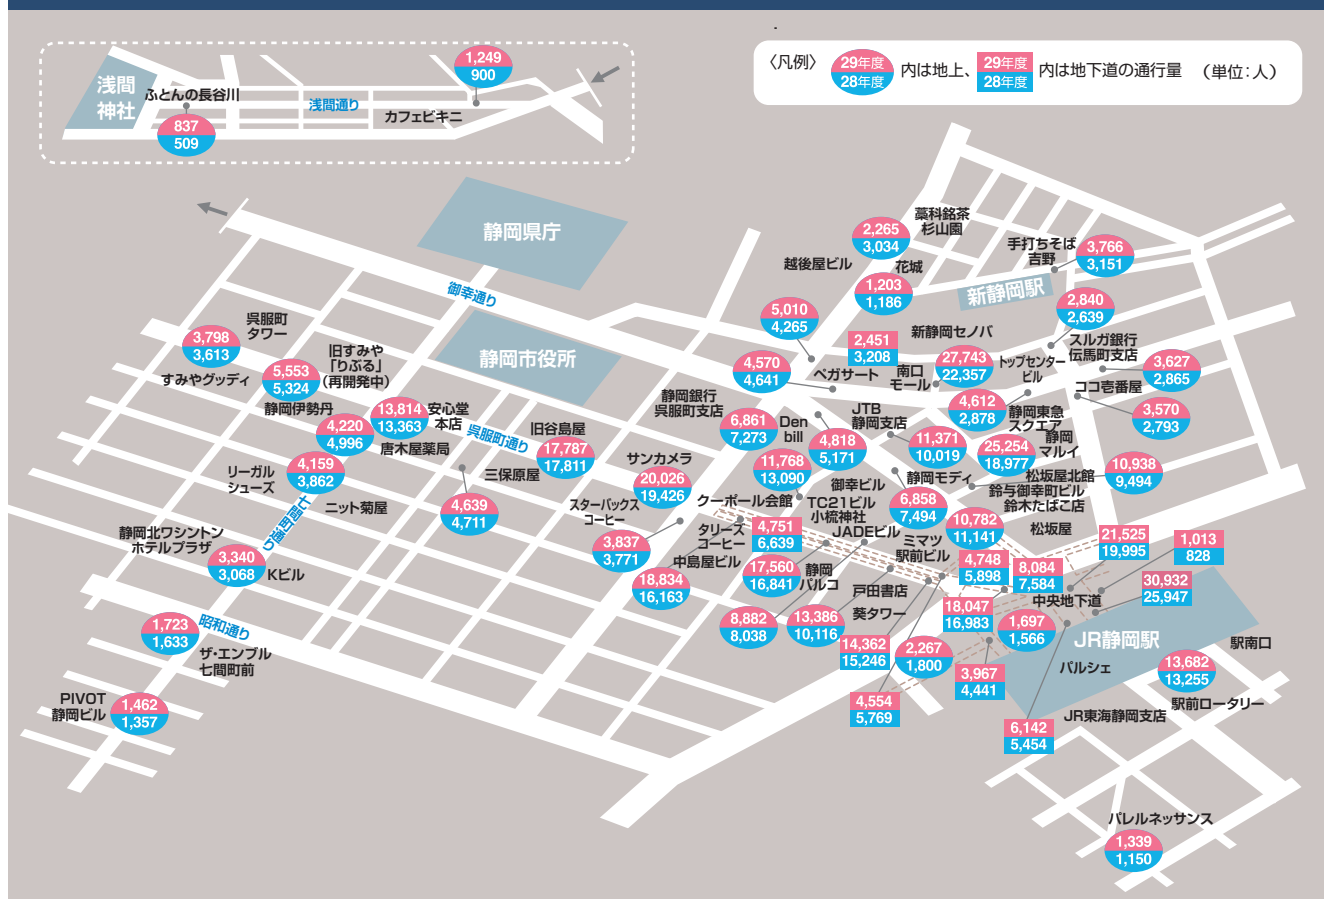 〈凡例〉
29年度
28年度
内は地上、
29年度
28年度
内は地下道の通行量
（単位：人）
1,249
900
浅間
神社
ふとんの長谷川
浅間通り
カフェビキニ
837
509
静岡県庁
御幸通り
静岡市役所
藁科銘茶
杉山園
2,265
3,034
越後屋ビル
花城
1,203
1,186
手打ちそば
吉野
3,766
3,151
新静岡駅
2,840
2,639
5,010
4,265
2,451
3,208
新静岡セノバ
スルガ銀行
伝馬町支店
27,743
22,357
トップセンター
ビル
3,627
2,865
4,570
4,641
ペガサート
南口
モール
ココ壱番屋
3,570
2,793
呉服町
タワー
3,798
3,613
すみやグッディ
旧すみや
「りぶる」
（再開発中）
5,553
5,324
静岡伊勢丹
13,814
13,363
安心堂
本店
4,220
4,996
唐木屋薬局
呉服町通り
旧谷島屋
17,787
17,811
リーガル
シューズ
4,159
3,862
三保原屋
ニット菊屋
4,639
4,711
七間町通り
静岡北ワシントン
ホテルプラザ
3,340
3,068
Kビル
静岡銀行
呉服町支店
6,861
7,273
Den
bill
JTB
静岡支店
4,612
2,878
静岡東急
スクエア
静岡
マルイ
4,818
5,171
11,371
10,019
25,254
18,977
サンカメラ
20,026
19,426
11,768
13,090
静岡モディ
松坂屋北館
10,938
9,494
鈴与御幸町ビル
鈴木たばこ店
スターバックス
コーヒー
クーポール会館
御幸ビル
TC21ビル
小梳神社
JADEビル
6,858
7,494
10,782
11,141
松坂屋
3,837
3,771
タリーズ
コーヒー
4,751
6,639
ミマツ
駅前ビル
21,525
19,995
1,013
828
中島屋ビル
4,748
5,898
8,084
7,584
18,834
16,163
17,560
16,841
静岡
パルコ
戸田書店
30,932
25,947
葵タワー
18,047
16,983
中央地下道
8,882
8,038
13,386
10,116
1,697
1,566
JR静岡駅
駅南口
1,723
1,633
昭和通り
14,362
15,246
2,267
1,800
パルシェ
13,682
13,255
ザ・エンブル
七間町前
3,967
4,441
PIVOT
静岡ビル
1,462
1,357
4,554
5,769
駅前ロータリー
JR東海静岡支店
6,142
5,454
パレルネッサンス
1,339
1,150